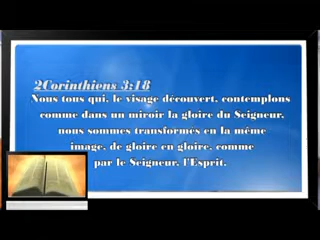 2Corinthiens 3:18
Nous tous qui, le visage découvert, contemplons
comme dans un miroir la gloire du Seigneur,
nous sommes transformés en la même
image, de gloire en gloire, comme
par le Seigneur, l'Esprit.